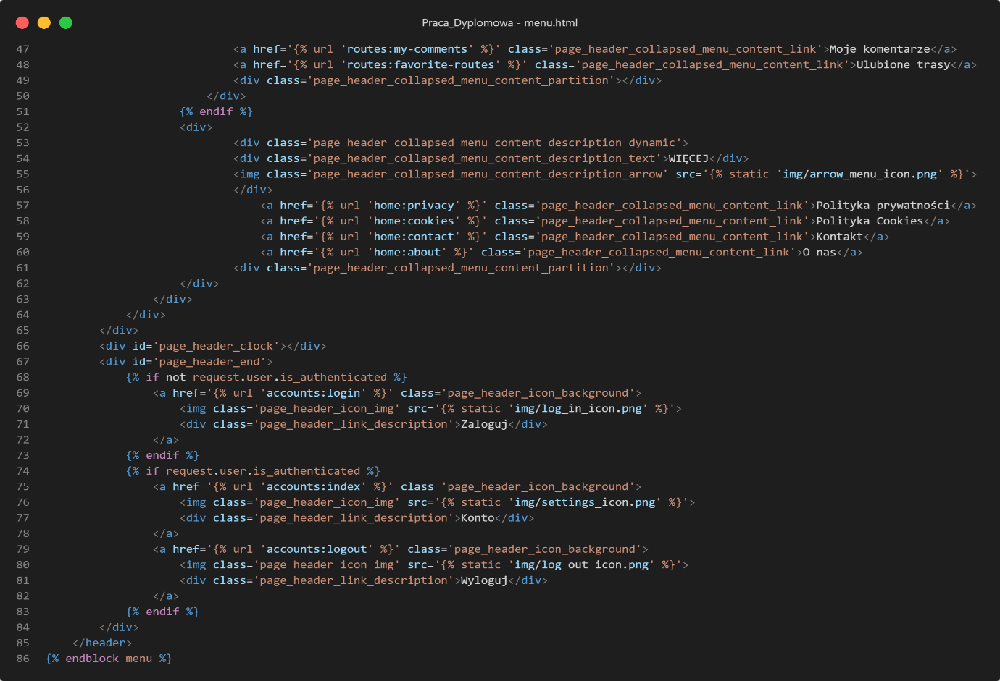 Praca_Dyplomowa - menu.html
47 <a href='{% url 'routes:my-comments' %}' class='page_header_collapsed_menu_content_link'>Moje komentarze</a>
48 <a href='{% url 'routes:favorite-routes' %}' class='page_header_collapsed_menu_content_link'>Ulubione trasy</a>
49 <div class='page_header_collapsed_menu_content_partition'></div>
50 </div>
51 {% endif %}
52 <div>
53 <div class='page_header_collapsed_menu_content_description_dynamic'>
54 <div class='page_header_collapsed_menu_content_description_text'>WIĘCEJ</div>
55 <img class='page_header_collapsed_menu_content_description_arrow' src='{% static 'img/arrow_menu_icon.png' %}'>
56 </div>
57 <a href='{% url 'home:privacy' %}' class='page_header_collapsed_menu_content_link'>Polityka prywatności</a>
58 <a href='{% url 'home:cookies' %}' class='page_header_collapsed_menu_content_link'>Polityka Cookies</a>
59 <a href='{% url 'home:contact' %}' class='page_header_collapsed_menu_content_link'>Kontakt</a>
60 <a href='{% url 'home:about' %}' class='page_header_collapsed_menu_content_link'>O nas</a>
61 <div class='page_header_collapsed_menu_content_partition'></div>
62 </div>
63 </div>
64 </div>
65 </div>
66 <div id='page_header_clock'></div>
67 <div id='page_header_end'>
68 {% if not request.user.is_authenticated %}
69 <a href='{% url 'accounts:login' %}' class='page_header_icon_background'>
70 <img class='page_header_icon_img' src='{% static 'img/log_in_icon.png' %}'>
71 <div class='page_header_link_description'>Zaloguj</div>
72 </a>
73 {% endif %}
74 {% if request.user.is_authenticated %}
75 <a href='{% url 'accounts:index' %}' class='page_header_icon_background'>
76 <img class='page_header_icon_img' src='{% static 'img/settings_icon.png' %}'>
77 <div class='page_header_link_description'>Konto</div>
78 </a>
79 <a href='{% url 'accounts:logout' %}' class='page_header_icon_background'>
80 <img class='page_header_icon_img' src='{% static 'img/log_out_icon.png' %}'>
81 <div class='page_header_link_description'>Wyloguj</div>
82 </a>
83 {% endif %}
84 </div>
85 </header>
86 {% endblock menu %}